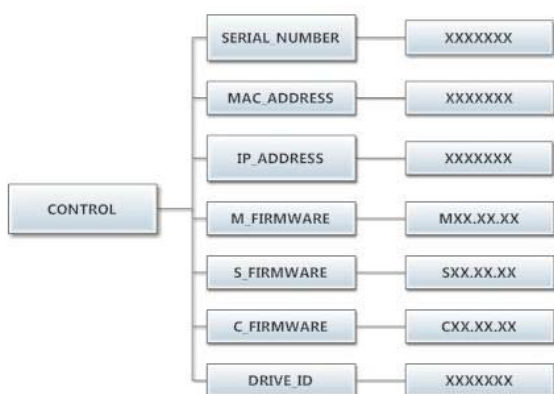 SERIAL_NUMBER XXXXXXX
MAC_ADDRESS XXXXXXX
IP_ADDRESS XXXXXXX
CONTROL
M_FIRMWARE MXX.XX.XX
S_FIRMWARE SXX.XX.XX
C_FIRMWARE CXX.XX.XX
DRIVE_ID XXXXXXX